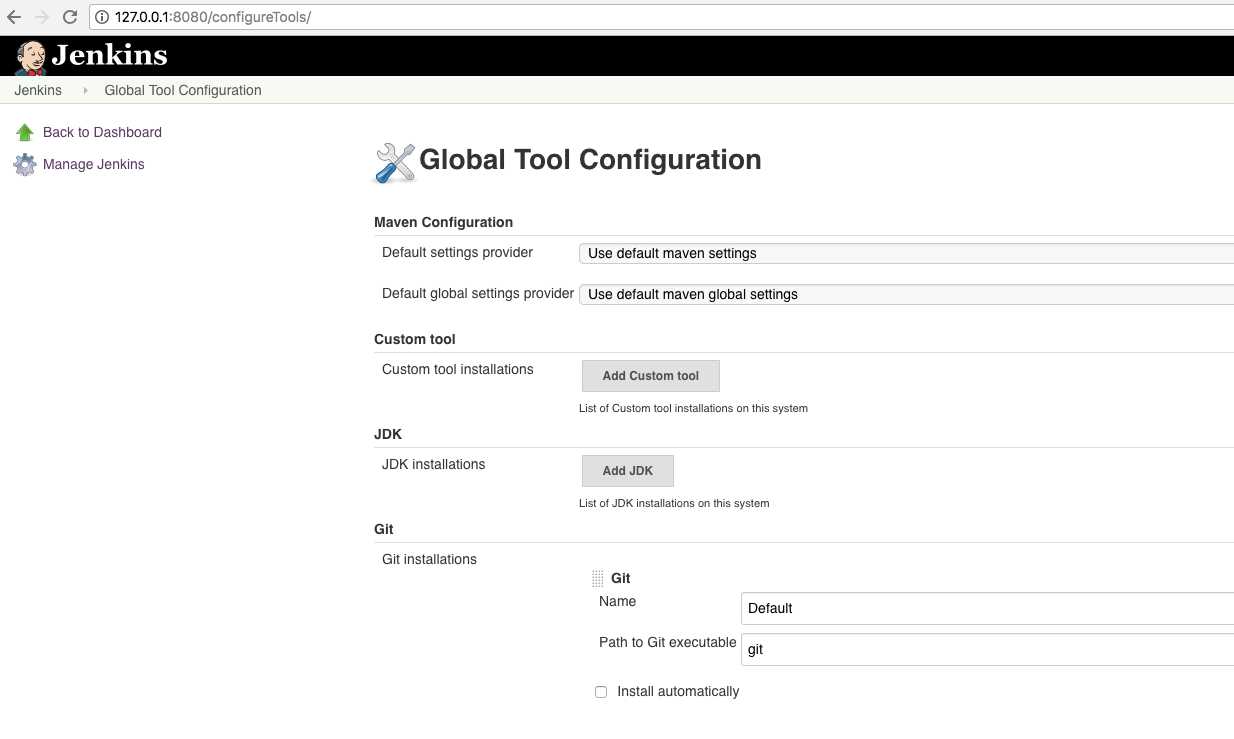 127.0.0.1:8080/configureTools/
Jenkins
Jenkins Global Tool Configuration
Back to Dashboard
Manage Jenkins
Global Tool Configuration
Maven Configuration
Default settings provider Use default maven settings
Default global settings provider Use default maven global settings
Custom tool
Custom tool installations Add Custom tool
List of Custom tool installations on this system
JDK
JDK installations Add JDK
List of JDK installations on this system
Git
Git installations
Git
Name Default
Path to Git executable git
Install automatically